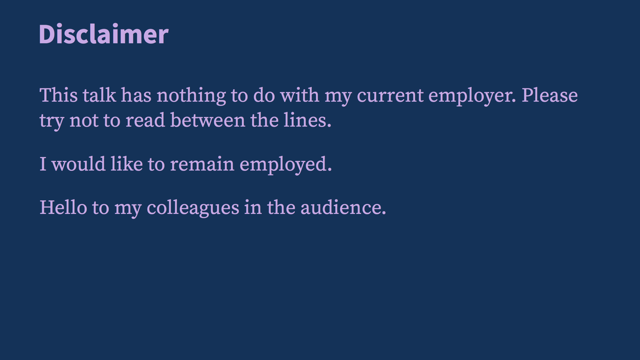 Disclaimer
This talk has nothing to do with my current employer. Please
try not to read between the lines.
I would like to remain employed.
Hello to my colleagues in the audience.